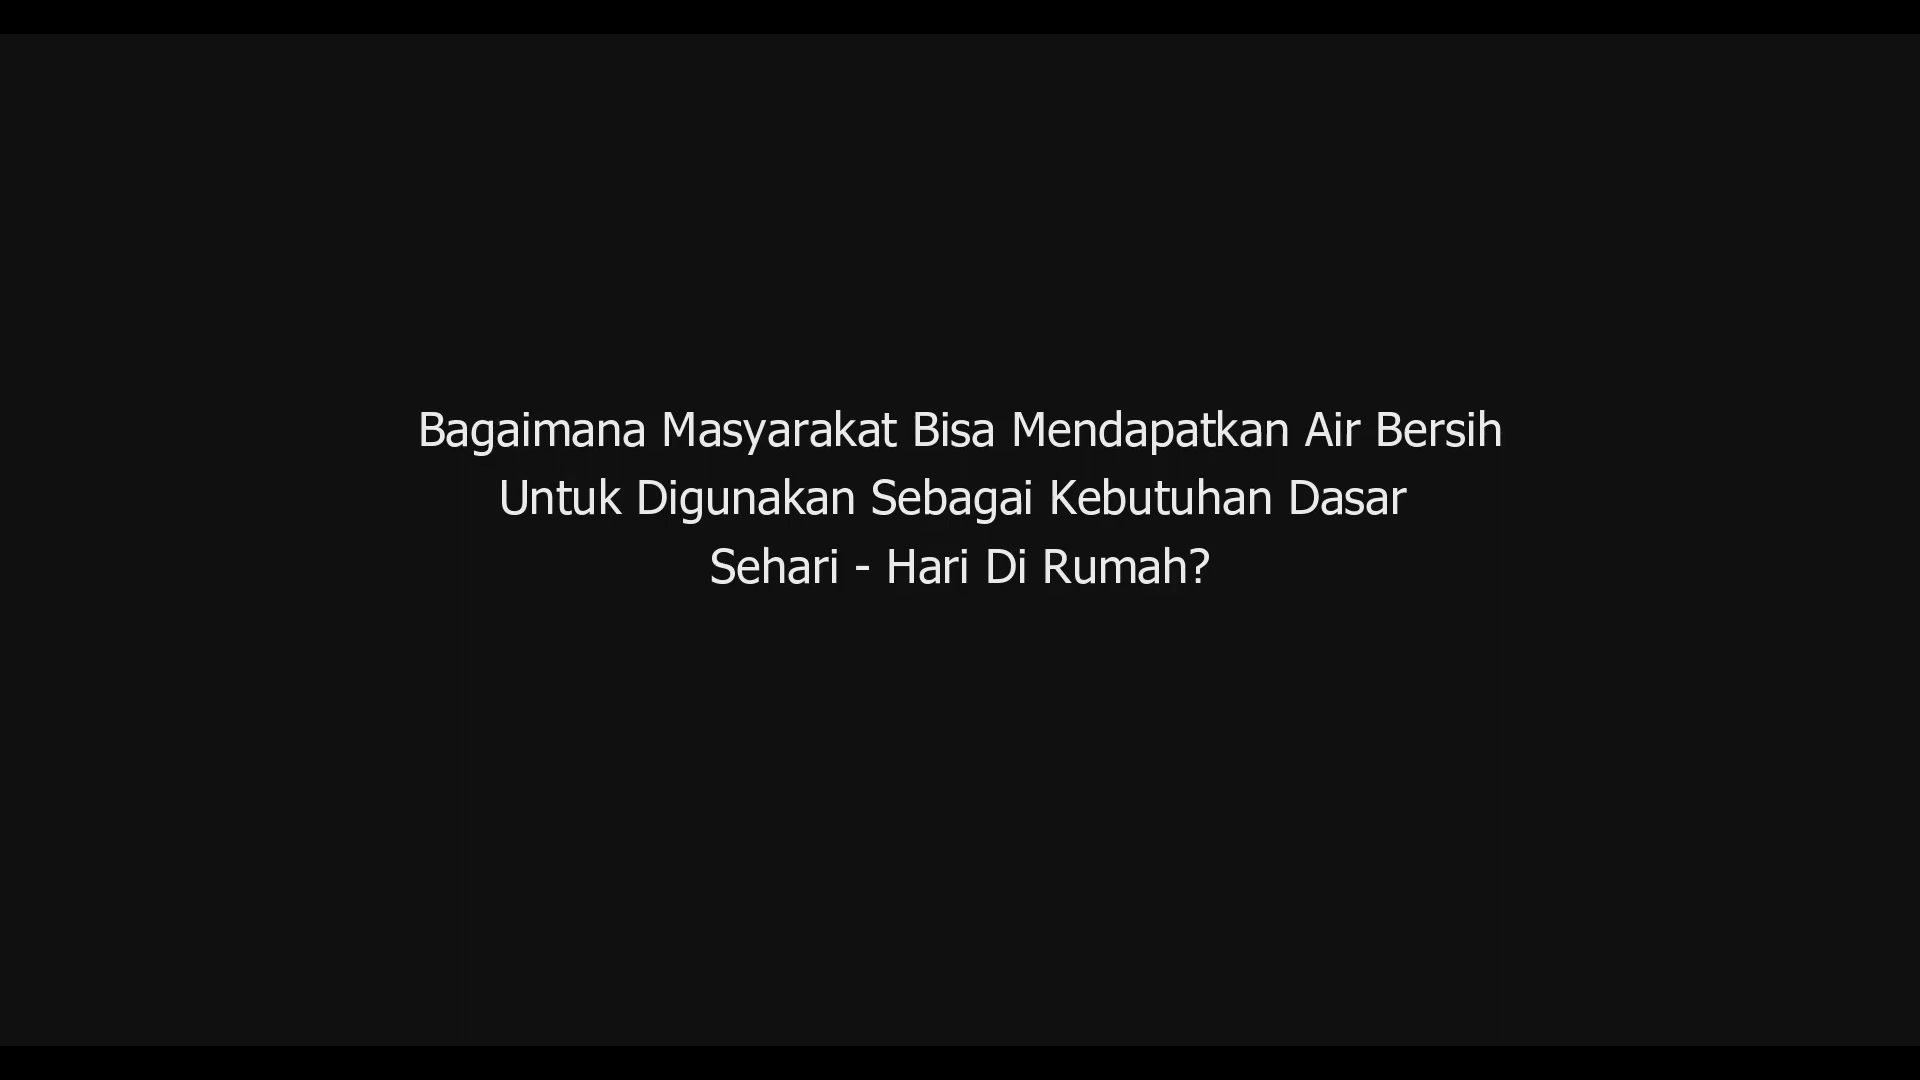 Bagaimana Masyarakat Bisa Mendapatkan Air Bersih
Untuk Digunakan Sebagai Kebutuhan Dasar
Sehari - Hari Di Rumah?